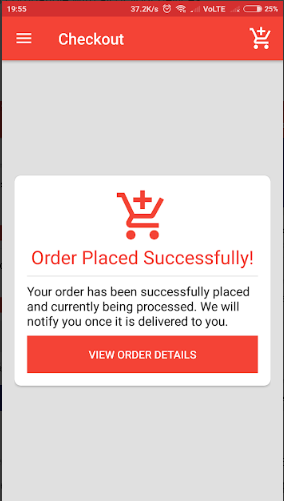 19:55 37.2K/s VoLTE 25%
Checkout
Order Placed Successfully!
Your order has been successfully placed
and currently being processed. We will
notify you once it is delivered to you.
VIEW ORDER DETAILS